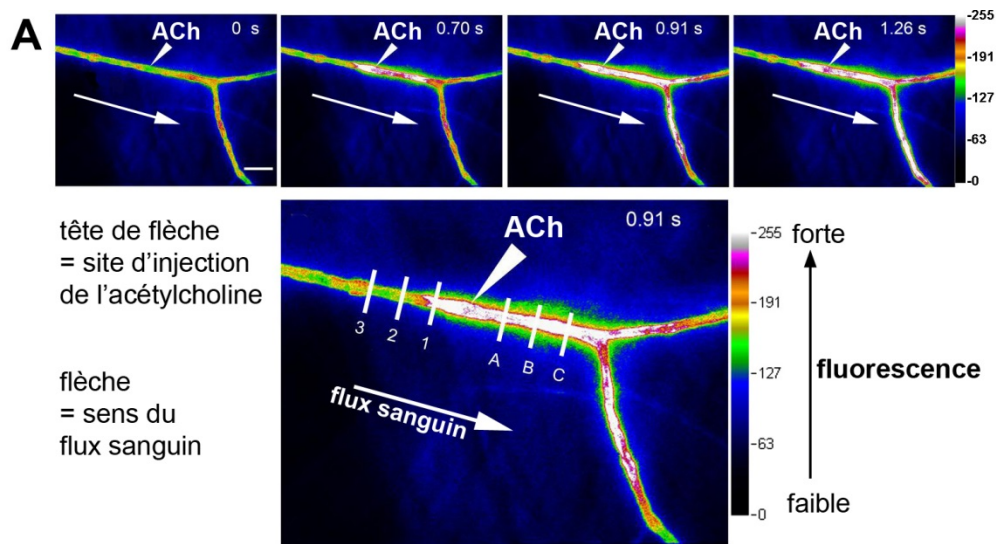 A
ACh
0 s
ACh
0.70 s
ACh
0.91 s
ACh
1.26 s
-255
-191
-127
-63
-0
tête de flèche
= site d'injection
de l'acétylcholine
flèche
= sens du
flux sanguin
ACh
0.91 s
3
2
1
A
B
C
flux sanguin
-255
-191
-127
-63
-0
forte
fluorescence
faible